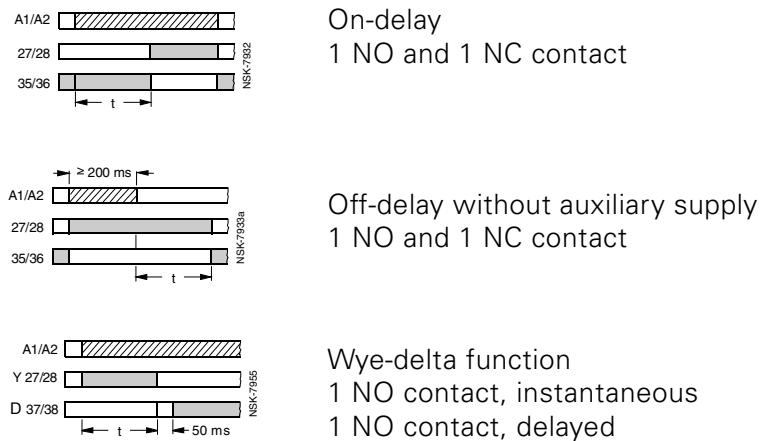 A1/A2
27/28
35/36
t
NSK-7932
On-delay
1 NO and 1 NC contact
≥ 200 ms
A1/A2
27/28
35/36
t
NSK-7933a
Off-delay without auxiliary supply
1 NO and 1 NC contact
A1/A2
Y 27/28
D 37/38
t
50 ms
NSK-7955
Wye-delta function
1 NO contact, instantaneous
1 NO contact, delayed